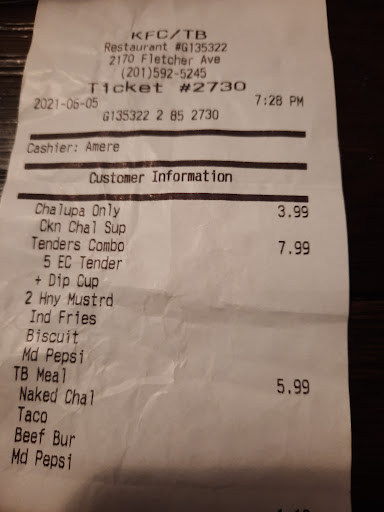 KFC/TB
Restaurant #G135322
2170 Fletcher Ave
(201)592-5245
Ticket #2730
2021-06-05 7:28 PM
G135322 2 85 2730
Cashier: Amere
Customer Information
Chalupa Only 3.99
Ckn Chal Sup
Tenders Combo 7.99
5 EC Tender
+ Dip Cup
2 Hny Mustrd
Ind Fries
Biscuit
Md Pepsi
TB Meal 5.99
Naked Chal
Taco
Beef Bur
Md Pepsi